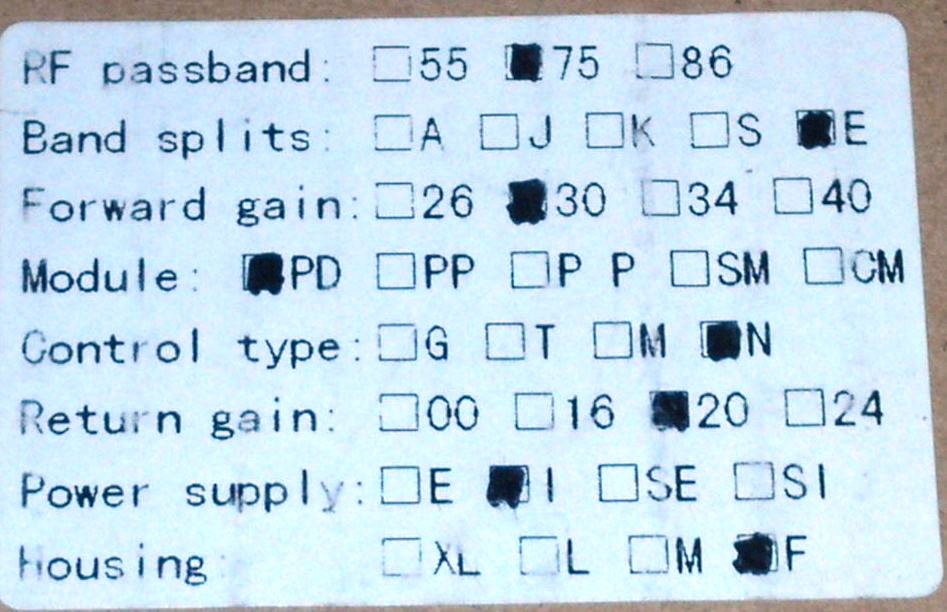 RF passband: □55 ■75 □86
Band splits: □A □J □K □S ■E
Forward gain: □26 ■30 □34 □40
Module: ■PD □PP □P P □SM □CM
Control type: □G □T □M ■N
Return gain: □00 □16 ■20 □24
Power supply: □E ■I □SE □SI
Housing □XL □L □M ■F